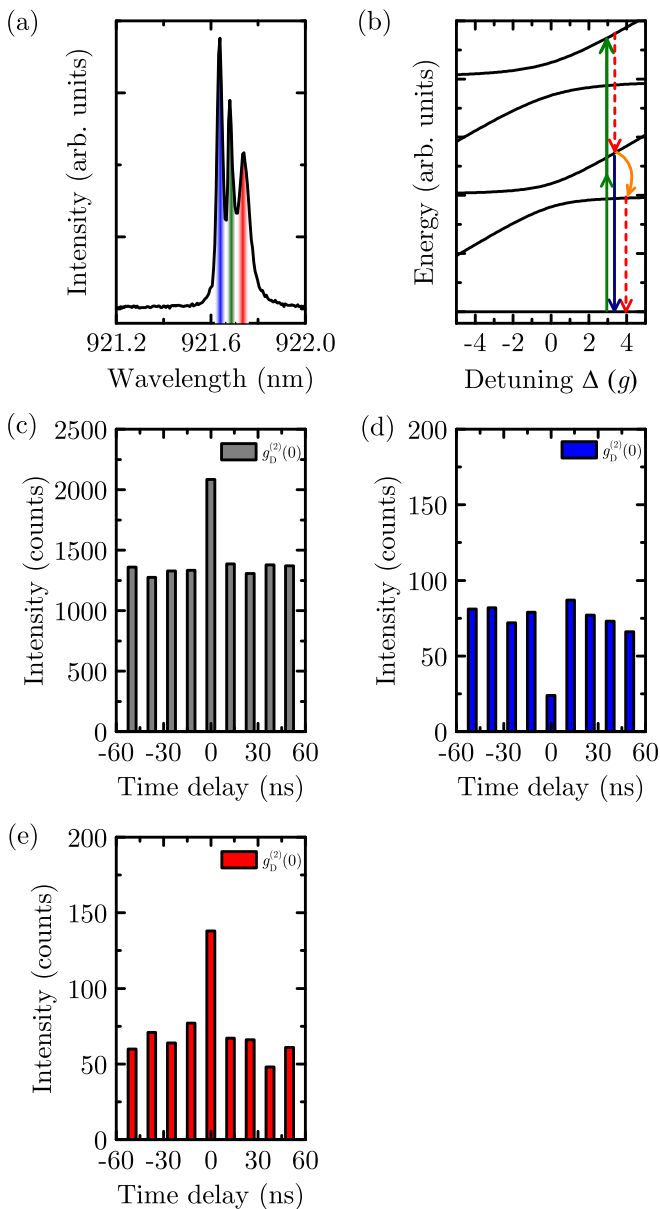 (a)
Intensity (arb. units)
921.2 921.6 922.0
Wavelength (nm)
(b)
Energy (arb. units)
-4 -2 0 2 4
Detuning Δ (g)
(c)
2500
2000
1500
1000
500
0
Intensity (counts)
g_D^(2)(0)
-60 -30 0 30 60
Time delay (ns)
(d)
200
150
100
50
0
Intensity (counts)
g_D^(2)(0)
-60 -30 0 30 60
Time delay (ns)
(e)
200
150
100
50
0
Intensity (counts)
g_D^(2)(0)
-60 -30 0 30 60
Time delay (ns)